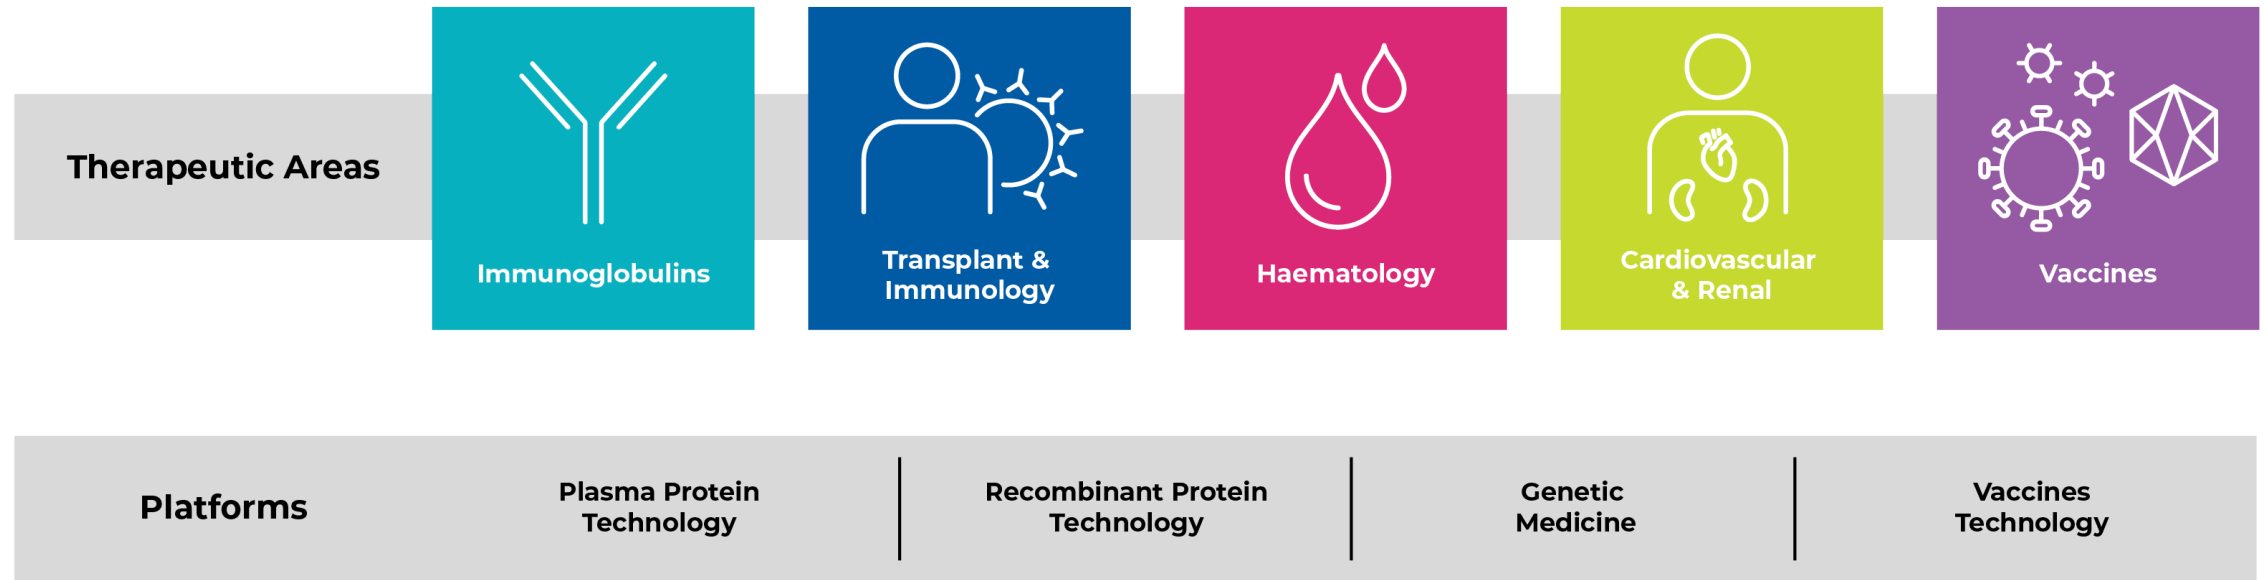 Therapeutic Areas
Immunoglobulins
Transplant &
Immunology
Haematology
Cardiovascular
& Renal
Vaccines
Platforms
Plasma Protein
Technology
Recombinant Protein
Technology
Genetic
Medicine
Vaccines
Technology